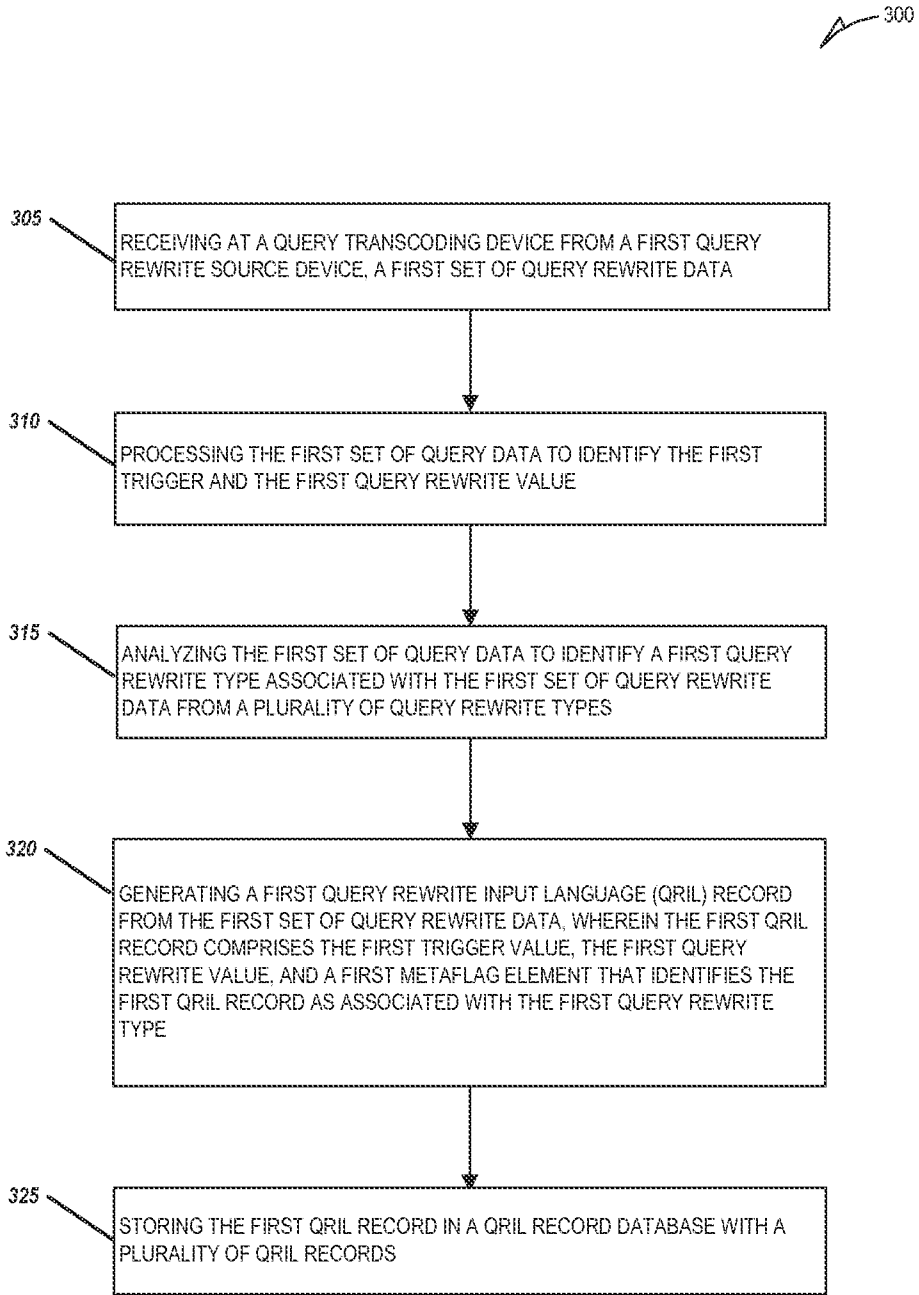 300
305
RECEIVING AT A QUERY TRANSCODING DEVICE FROM A FIRST QUERY
REWRITE SOURCE DEVICE, A FIRST SET OF QUERY REWRITE DATA
310
PROCESSING THE FIRST SET OF QUERY DATA TO IDENTIFY THE FIRST
TRIGGER AND THE FIRST QUERY REWRITE VALUE
315
ANALYZING THE FIRST SET OF QUERY DATA TO IDENTIFY A FIRST QUERY
REWRITE TYPE ASSOCIATED WITH THE FIRST SET OF QUERY REWRITE
DATA FROM A PLURALITY OF QUERY REWRITE TYPES
320
GENERATING A FIRST QUERY REWRITE INPUT LANGUAGE (QRIL) RECORD
FROM THE FIRST SET OF QUERY REWRITE DATA, WHEREIN THE FIRST QRIL
RECORD COMPRISES THE FIRST TRIGGER VALUE, THE FIRST QUERY
REWRITE VALUE, AND A FIRST METAFLAG ELEMENT THAT IDENTIFIES THE
FIRST QRIL RECORD AS ASSOCIATED WITH THE FIRST QUERY REWRITE
TYPE
325
STORING THE FIRST QRIL RECORD IN A QRIL RECORD DATABASE WITH A
PLURALITY OF QRIL RECORDS